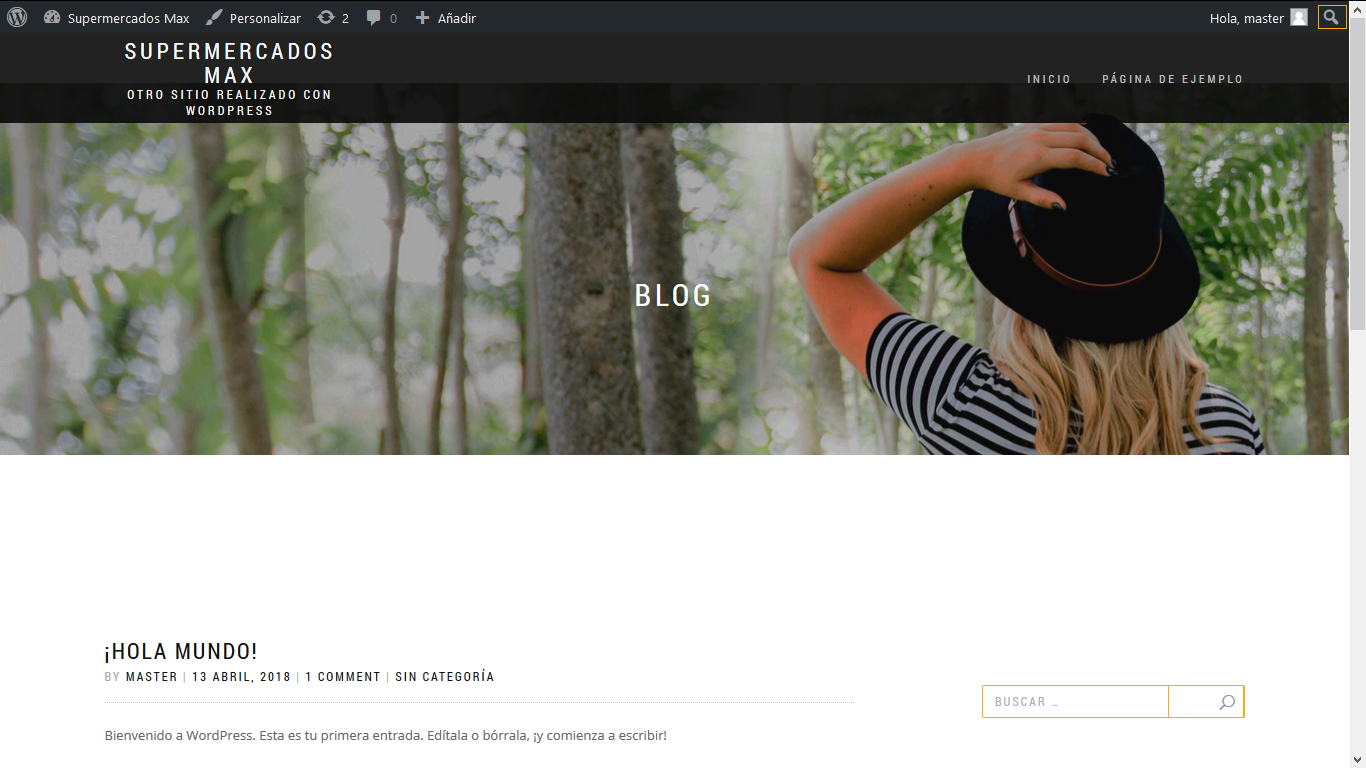 Supermercados Max Personalizar 2 0 Añadir Hola, master
SUPERMERCADOS
MAX
OTRO SITIO REALIZADO CON
WORDPRESS
INICIO PÁGINA DE EJEMPLO
BLOG
¡HOLA MUNDO!
BY MASTER | 13 ABRIL, 2018 | 1 COMMENT | SIN CATEGORÍA
BUSCAR …
Bienvenido a WordPress. Esta es tu primera entrada. Edítala o bórrala, ¡y comienza a escribir!